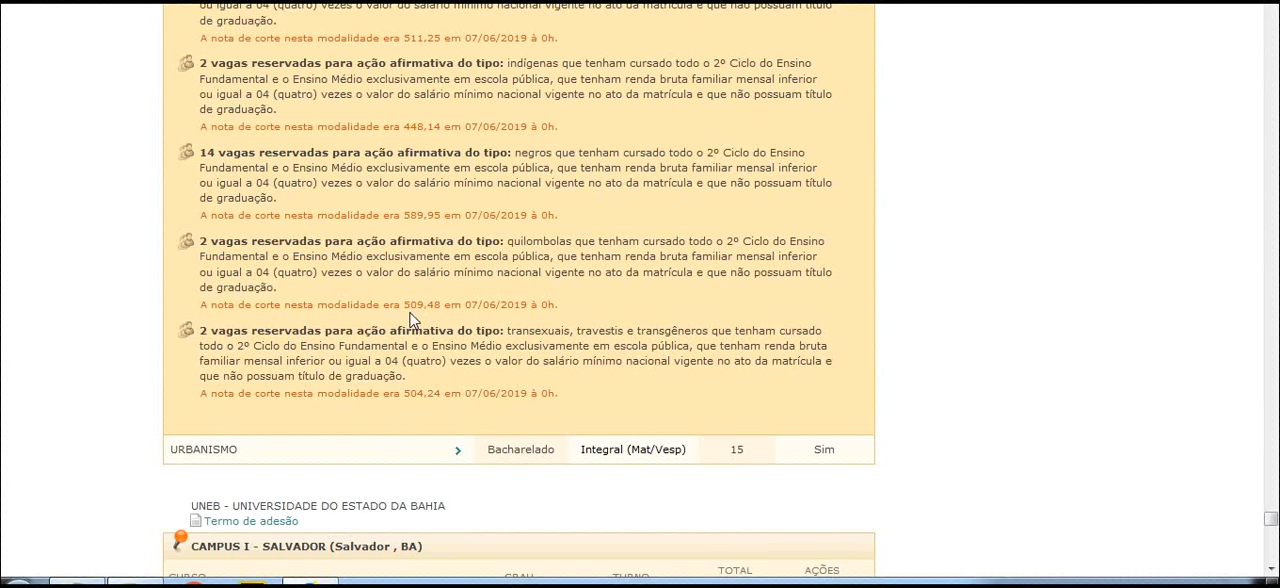 ou igual a 04 (quatro) vezes o valor do salário mínimo nacional vigente no ato da matrícula e que não possuam título
de graduação.
A nota de corte nesta modalidade era 511,25 em 07/06/2019 à 0h.
2 vagas reservadas para ação afirmativa do tipo: indígenas que tenham cursado todo o 2º Ciclo do Ensino
Fundamental e o Ensino Médio exclusivamente em escola pública, que tenham renda bruta familiar mensal inferior
ou igual a 04 (quatro) vezes o valor do salário mínimo nacional vigente no ato da matrícula e que não possuam título
de graduação.
A nota de corte nesta modalidade era 448,14 em 07/06/2019 à 0h.
14 vagas reservadas para ação afirmativa do tipo: negros que tenham cursado todo o 2º Ciclo do Ensino
Fundamental e o Ensino Médio exclusivamente em escola pública, que tenham renda bruta familiar mensal inferior
ou igual a 04 (quatro) vezes o valor do salário mínimo nacional vigente no ato da matrícula e que não possuam título
de graduação.
A nota de corte nesta modalidade era 589,95 em 07/06/2019 à 0h.
2 vagas reservadas para ação afirmativa do tipo: quilombolas que tenham cursado todo o 2º Ciclo do Ensino
Fundamental e o Ensino Médio exclusivamente em escola pública, que tenham renda bruta familiar mensal inferior
ou igual a 04 (quatro) vezes o valor do salário mínimo nacional vigente no ato da matrícula e que não possuam título
de graduação.
A nota de corte nesta modalidade era 509,48 em 07/06/2019 à 0h.
2 vagas reservadas para ação afirmativa do tipo: transexuais, travestis e transgêneros que tenham cursado
todo o 2º Ciclo do Ensino Fundamental e o Ensino Médio exclusivamente em escola pública, que tenham renda bruta
familiar mensal inferior ou igual a 04 (quatro) vezes o valor do salário mínimo nacional vigente no ato da matrícula e
que não possuam título de graduação.
A nota de corte nesta modalidade era 504,24 em 07/06/2019 à 0h.
URBANISMO Bacharelado Integral (Mat/Vesp) 15 Sim
UNEB - UNIVERSIDADE DO ESTADO DA BAHIA
Termo de adesão
CAMPUS I - SALVADOR (Salvador , BA)
TOTAL AÇÕES
CURSO GRAU TURNO